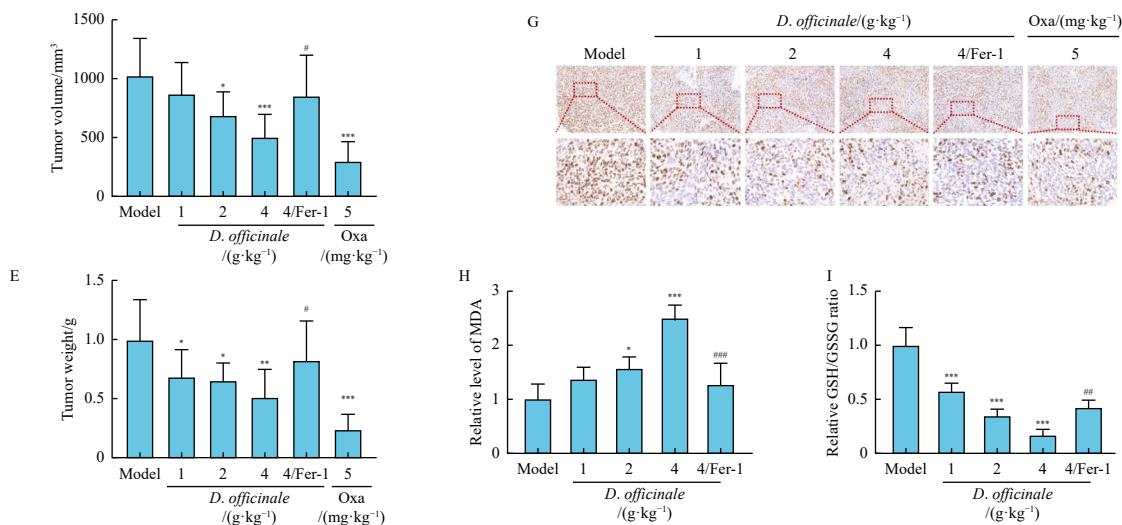 1500
1000
500
0
Tumor volume/mm³
* *** # ***
Model 1 2 4 4/Fer-1 5
D. officinale Oxa
/(g·kg⁻¹) /(mg·kg⁻¹)
G
D. officinale/(g·kg⁻¹) Oxa/(mg·kg⁻¹)
Model 1 2 4 4/Fer-1 5
E
1.5
1.0
0.5
0
Tumor weight/g
* * ** # ***
Model 1 2 4 4/Fer-1 5
D. officinale Oxa
/(g·kg⁻¹) /(mg·kg⁻¹)
H
3
2
1
0
Relative level of MDA
* *** ###
Model 1 2 4 4/Fer-1
D. officinale
/(g·kg⁻¹)
I
1.5
1.0
0.5
0
Relative GSH/GSSG ratio
*** *** *** ##
Model 1 2 4 4/Fer-1
D. officinale
/(g·kg⁻¹)